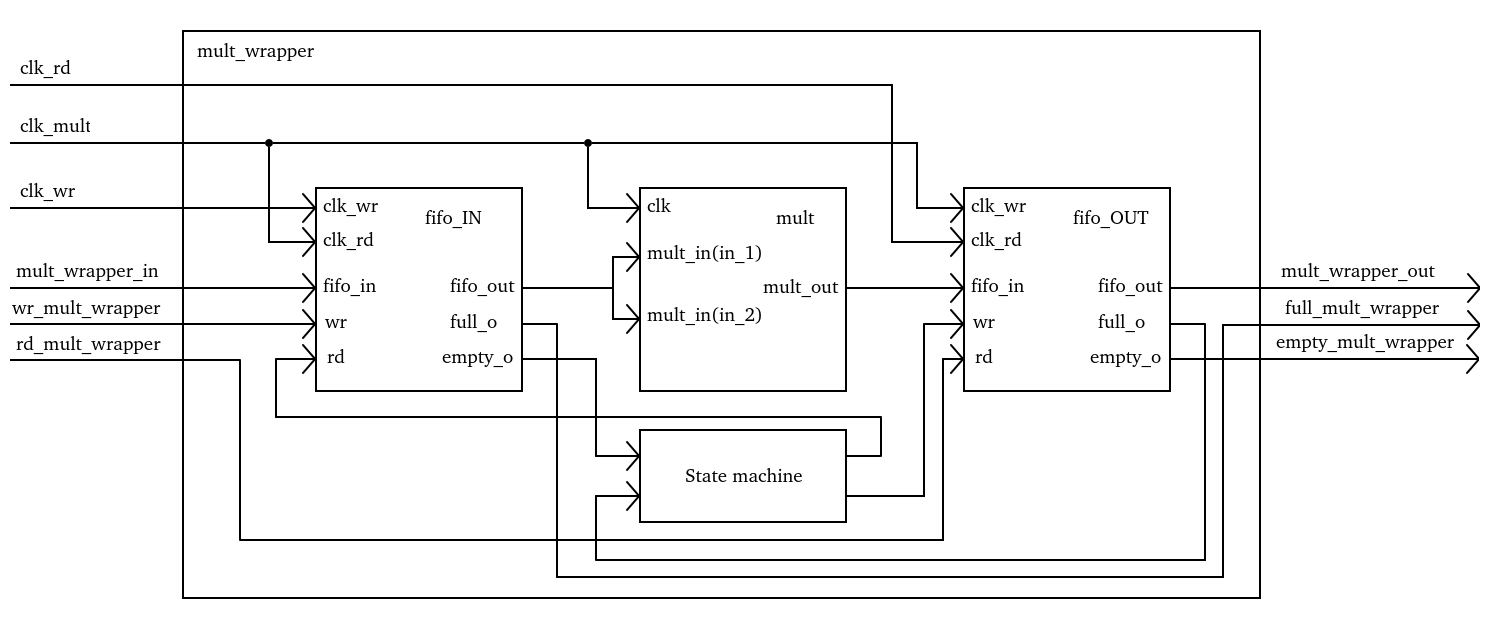 mult_wrapper
clk_rd
clk_mult
clk_wr
mult_wrapper_in
wr_mult_wrapper
rd_mult_wrapper
clk_wr
fifo_IN
clk_rd
fifo_in
fifo_out
wr
full_o
rd
empty_o
clk
mult
mult_in(in_1)
mult_out
mult_in(in_2)
State machine
clk_wr
fifo_OUT
clk_rd
fifo_in
fifo_out
wr
full_o
rd
empty_o
mult_wrapper_out
full_mult_wrapper
empty_mult_wrapper